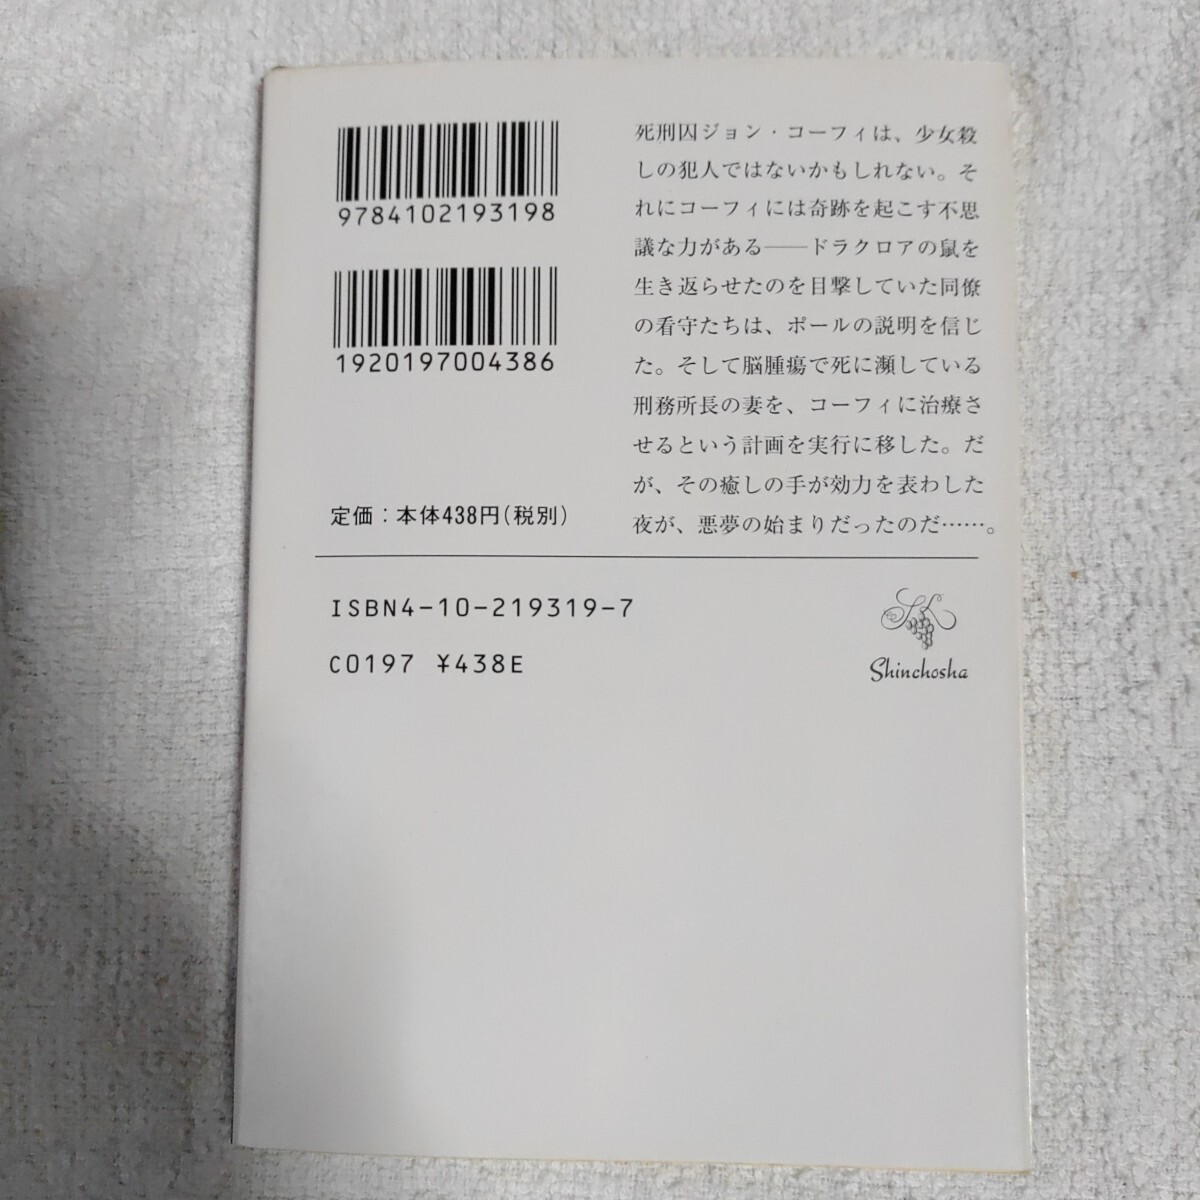 9784102193198
1920197004386
定価：本体438円(税別)
死刑囚ジョン・コーフィは、少女殺
しの犯人ではないかもしれない。そ
れにコーフィには奇跡を起こす不思
議な力がある――ドラクロアの鼠を
生き返らせたのを目撃していた同僚
の看守たちは、ポールの説明を信じ
た。そして脳腫瘍で死に瀕している
刑務所長の妻を、コーフィに治療さ
せるという計画を実行に移した。だ
が、その癒しの手が効力を表わした
夜が、悪夢の始まりだったのだ……。
ISBN4-10-219319-7
C0197 ¥438E
Shinchosha